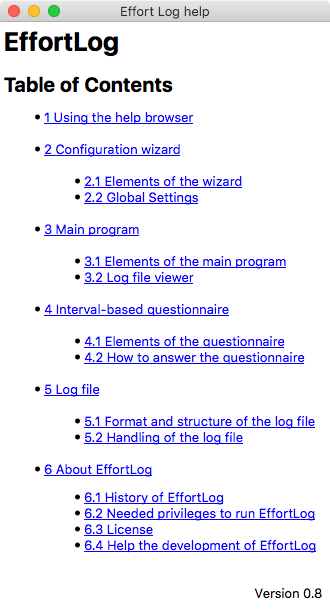 Effort Log help
EffortLog
Table of Contents
1 Using the help browser
2 Configuration wizard
2.1 Elements of the wizard
2.2 Global Settings
3 Main program
3.1 Elements of the main program
3.2 Log file viewer
4 Interval-based questionnaire
4.1 Elements of the questionnaire
4.2 How to answer the questionnaire
5 Log file
5.1 Format and structure of the log file
5.2 Handling of the log file
6 About EffortLog
6.1 History of EffortLog
6.2 Needed privileges to run EffortLog
6.3 License
6.4 Help the development of EffortLog
Version 0.8